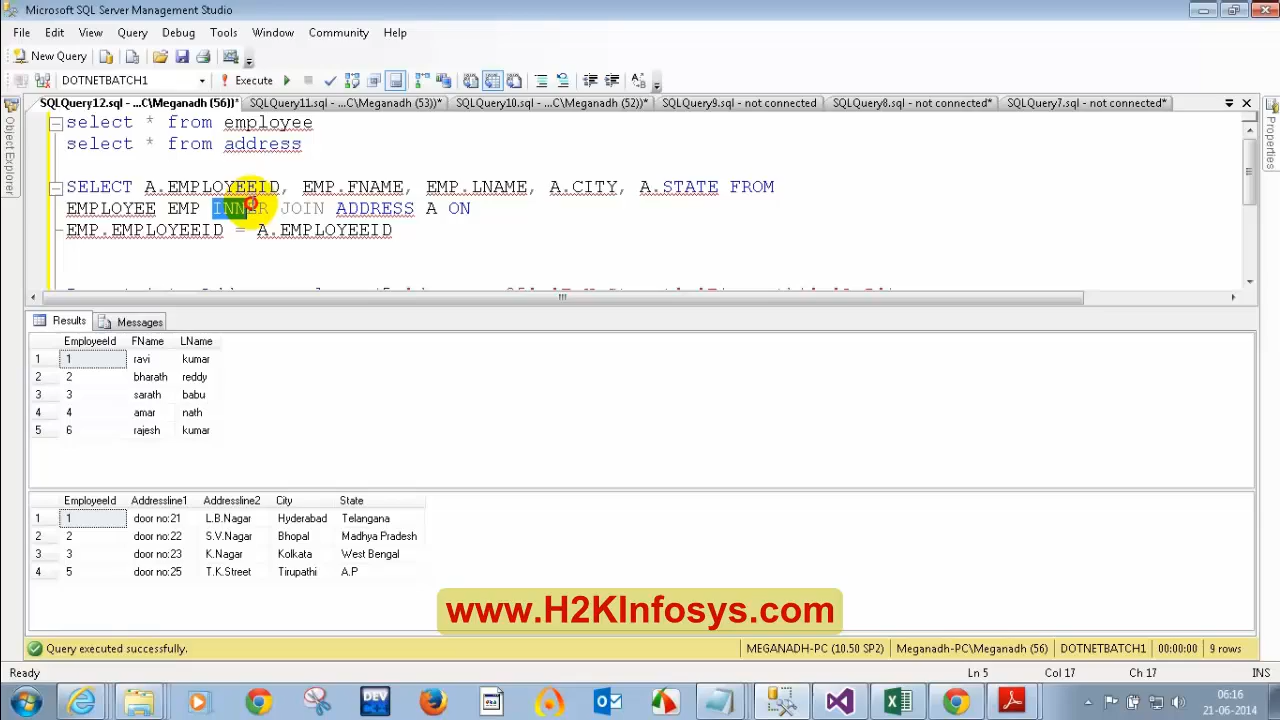 Microsoft SQL Server Management Studio
File Edit View Query Debug Tools Window Community Help
New Query
DOTNETBATCH1 Execute
SQLQuery12.sql - ...C\Meganadh (56))* SQLQuery11.sql - ...C\Meganadh (53))* SQLQuery10.sql - ...C\Meganadh (52))* SQLQuery9.sql - not connected SQLQuery8.sql - not connected* SQLQuery7.sql - not connected*
Object Explorer
Properties
select * from employee
select * from address
SELECT A.EMPLOYEEID, EMP.FNAME, EMP.LNAME, A.CITY, A.STATE FROM
EMPLOYEE EMP INNER JOIN ADDRESS A ON
EMP.EMPLOYEEID = A.EMPLOYEEID
Results Messages
EmployeeId FName LName
1 1 ravi kumar
2 2 bharath reddy
3 3 sarath babu
4 4 amar nath
5 6 rajesh kumar
EmployeeId Addressline1 Addressline2 City State
1 1 door no:21 L.B.Nagar Hyderabad Telangana
2 2 door no:22 S.V.Nagar Bhopal Madhya Pradesh
3 3 door no:23 K.Nagar Kolkata West Bengal
4 5 door no:25 T.K.Street Tirupathi A.P
www.H2KInfosys.com
Query executed successfully. MEGANADH-PC (10.50 SP2) Meganadh-PC\Meganadh (56) DOTNETBATCH1 00:00:00 9 rows
Ready Ln 5 Col 17 Ch 17 INS
DEV
06:16
21-06-2014